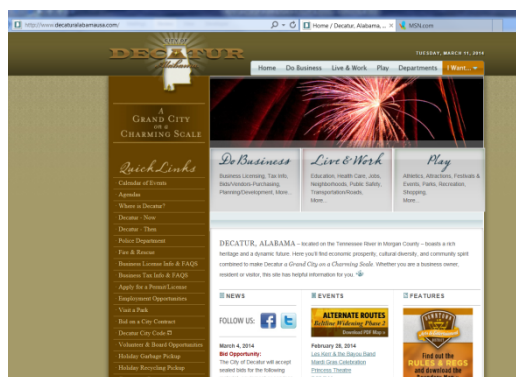 http://www.decaturalabamausa.com/
Home / Decatur, Alabama, ...
MSN.com
DECATUR
Alabama
TUESDAY, MARCH 11, 2014
Home Do Business Live & Work Play Departments I Want...
A
GRAND CITY
on a
CHARMING SCALE
Quick Links
Calendar of Events
Agendas
Where is Decatur?
Decatur - Now
Decatur - Then
Police Department
Fire & Rescue
Business License Info & FAQS
Business Tax Info & FAQS
Apply for a Permit/License
Employment Opportunities
Visit a Park
Bid on a City Contract
Decatur City Code
Volunteer & Board Opportunities
Holiday Garbage Pickup
Holiday Recycling Pickup
Do Business
Business Licensing, Tax Info,
Bids/Vendors-Purchasing,
Planning/Development, More...
Live & Work
Education, Health Care, Jobs,
Neighborhoods, Public Safety,
Transportation/Roads,
More...
Play
Athletics, Attractions, Festivals &
Events, Parks, Recreation,
Shopping,
More...
DECATUR, ALABAMA – located on the Tennessee River in Morgan County – boasts a rich
heritage and a dynamic future. Here you'll find economic prosperity, cultural diversity, and community spirit
combined to make Decatur a Grand City on a Charming Scale. Whether you are a business owner,
resident or visitor, this site has helpful information for you.
NEWS
FOLLOW US:
March 4, 2014
Bid Opportunity:
The City of Decatur will accept
sealed bids for the following
EVENTS
ALTERNATE ROUTES
Beltline Widening Phase 2
Download PDF Map
February 28, 2014
Les Kerr & the Bayou Band
Mardi Gras Celebration
Princess Theatre
FEATURES
Find out the
RULES & REGS
and download the